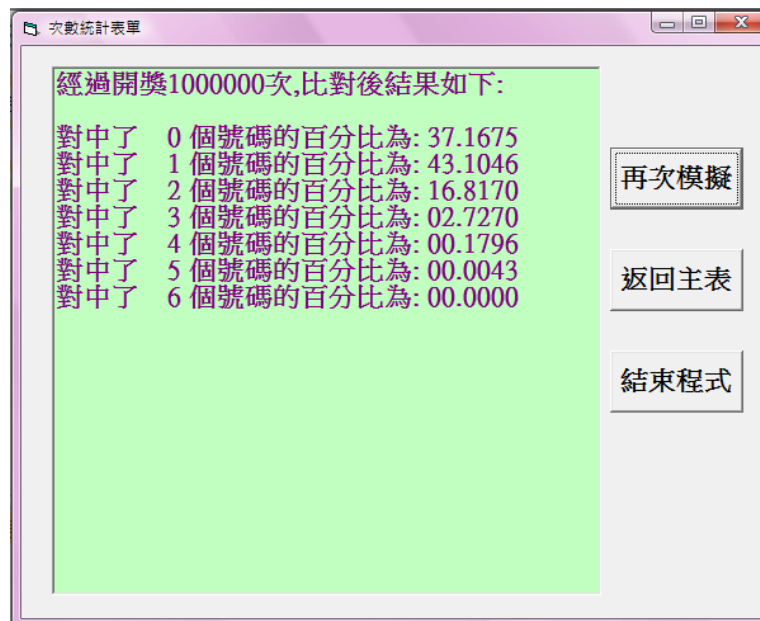 次數統計表單
經過開獎1000000次,比對後結果如下:
對中了 0 個號碼的百分比為: 37.1675
對中了 1 個號碼的百分比為: 43.1046
對中了 2 個號碼的百分比為: 16.8170
對中了 3 個號碼的百分比為: 02.7270
對中了 4 個號碼的百分比為: 00.1796
對中了 5 個號碼的百分比為: 00.0043
對中了 6 個號碼的百分比為: 00.0000
再次模擬
返回主表
結束程式